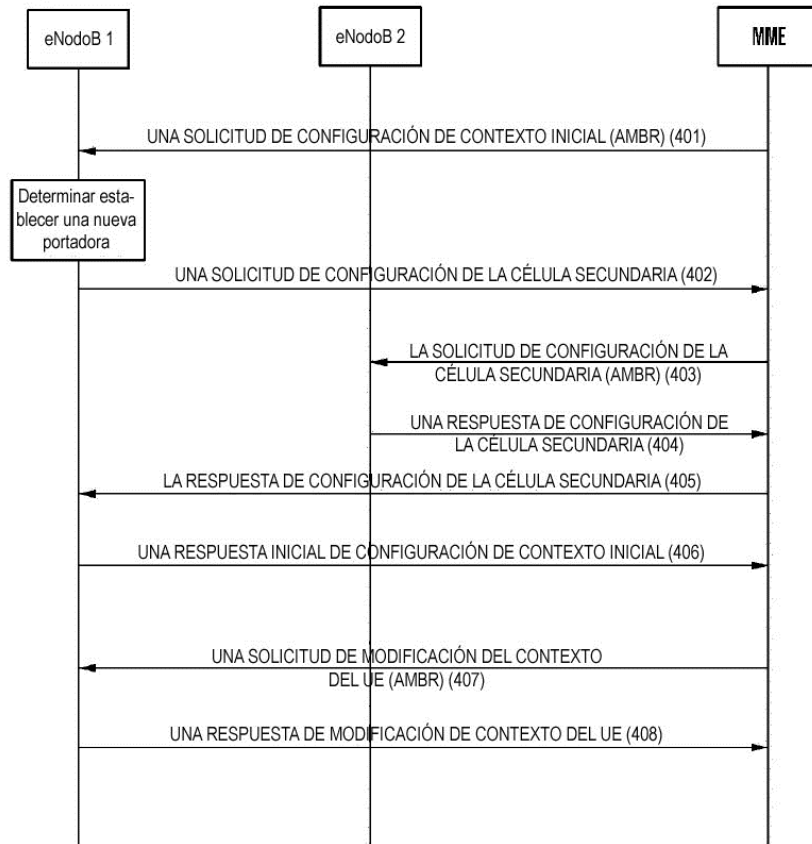 eNodoB 1
eNodoB 2
MME
UNA SOLICITUD DE CONFIGURACIÓN DE CONTEXTO INICIAL (AMBR) (401)
Determinar esta-
blecer una nueva
portadora
UNA SOLICITUD DE CONFIGURACIÓN DE LA CÉLULA SECUNDARIA (402)
LA SOLICITUD DE CONFIGURACIÓN DE LA
CÉLULA SECUNDARIA (AMBR) (403)
UNA RESPUESTA DE CONFIGURACIÓN DE
LA CÉLULA SECUNDARIA (404)
LA RESPUESTA DE CONFIGURACIÓN DE LA CÉLULA SECUNDARIA (405)
UNA RESPUESTA INICIAL DE CONFIGURACIÓN DE CONTEXTO INICIAL (406)
UNA SOLICITUD DE MODIFICACIÓN DEL CONTEXTO
DEL UE (AMBR) (407)
UNA RESPUESTA DE MODIFICACIÓN DE CONTEXTO DEL UE (408)